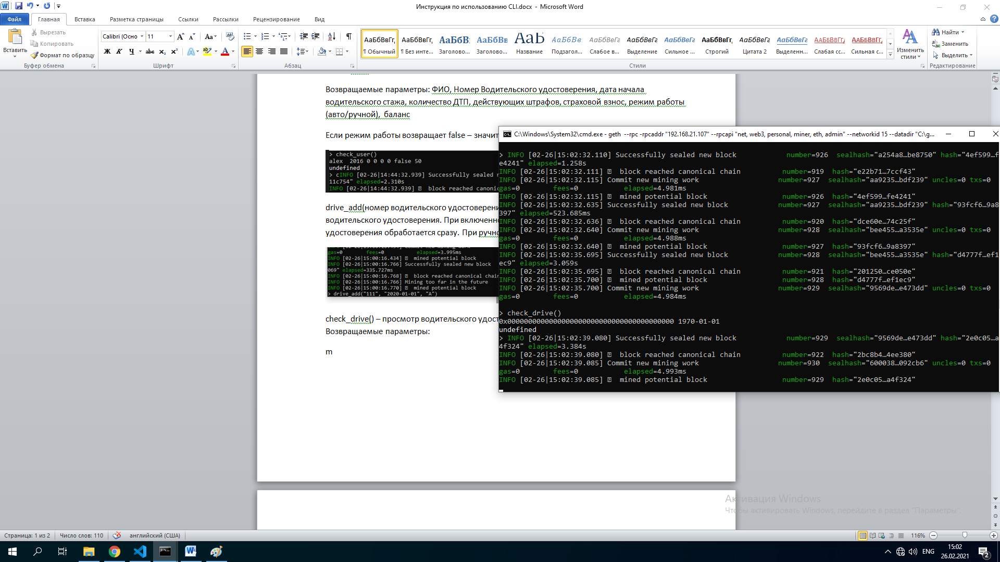 Инструкция по использованию CLI.docx - Microsoft Word
Файл Главная Вставка Разметка страницы Ссылки Рассылки Рецензирование Вид
Вставить
Вырезать
Копировать
Формат по образцу
Буфер обмена
Calibri (Осно 11
Шрифт
Абзац
АаБбВвГг, АаБбВвГг, АаБбВ АаБбВв АаБ АаБбВв. АаБбВвГг АаБбВвГг АаБбВвГг АаБбВвГг, АаБбВвГг АаБбВвГг АаБбВвГг, АаБбВвГг,
¶ Обычный ¶ Без инте... Заголово... Заголово... Название Подзагол... Слабое в... Выделение Сильное ... Строгий Цитата 2 Выделенн... Слабая сс... Сильная с...
Стили
Изменить стили
Найти
Заменить
Выделить
Редактирование
Возвращаемые параметры: ФИО, Номер Водительского удостоверения, дата начала
водительского стажа, количество ДТП, действующих штрафов, страховой взнос, режим работы
(авто/ручной), баланс
Если режим работы возвращает false – значит
> check_user()
alex 2016 0 0 0 0 false 50
undefined
> cINFO [02-26|14:44:32.939] Successfully sealed
11c754" elapsed=2.310s
INFO [02-26|14:44:32.939] block reached canonic
drive_add(номер водительского удостоверени
водительского удостоверения. При включенн
удостоверения обработается сразу. При ручно
gas=0 fees=0 elapsed=3.995ms
INFO [02-26|15:00:16.434] mined potential block
INFO [02-26|15:00:16.766] Successfully sealed new block
069" elapsed=335.727ms
INFO [02-26|15:00:16.768] block reached canonical chain
INFO [02-26|15:00:16.766] Mining too far in the future
INFO [02-26|15:00:16.770] mined potential block
> drive_add("111", "2020-01-01", "A")
check_drive() – просмотр водительского удост
Возвращаемые параметры:
m
C:\Windows\System32\cmd.exe - geth --rpc -rpcaddr "192.168.21.107" --rpcapi "net, web3, personal, miner, eth, admin" --networkid 15 --datadir "C:\g...
> INFO [02-26|15:02:32.110] Successfully sealed new block number=926 sealhash="a254a8…be8750" hash="4ef599…f
e4241" elapsed=1.258s
INFO [02-26|15:02:32.111] block reached canonical chain number=919 hash="e22b71…7ccf43"
INFO [02-26|15:02:32.115] Commit new mining work number=927 sealhash="aa9235…bdf239" uncles=0 txs=0
gas=0 fees=0 elapsed=4.981ms
INFO [02-26|15:02:32.115] mined potential block number=926 hash="4ef599…fe4241"
INFO [02-26|15:02:32.635] Successfully sealed new block number=927 sealhash="aa9235…bdf239" hash="93fcf6…9a8
397" elapsed=523.685ms
INFO [02-26|15:02:32.636] block reached canonical chain number=920 hash="dce60e…74c25f"
INFO [02-26|15:02:32.640] Commit new mining work number=928 sealhash="bee455…a3535e" uncles=0 txs=0
gas=0 fees=0 elapsed=4.988ms
INFO [02-26|15:02:32.640] mined potential block number=927 hash="93fcf6…9a8397"
INFO [02-26|15:02:35.695] Successfully sealed new block number=928 sealhash="bee455…a3535e" hash="d4777f…ef1
ec9" elapsed=3.059s
INFO [02-26|15:02:35.695] block reached canonical chain number=921 hash="201250…ce050e"
INFO [02-26|15:02:35.700] mined potential block number=928 hash="d4777f…ef1ec9"
INFO [02-26|15:02:35.700] Commit new mining work number=929 sealhash="9569de…e473dd" uncles=0 txs=0
gas=0 fees=0 elapsed=4.984ms
> check_drive()
0x0000000000000000000000000000000000000000 1970-01-01
undefined
> INFO [02-26|15:02:39.080] Successfully sealed new block number=929 sealhash="9569de…e473dd" hash="2e0c05…a
4f324" elapsed=3.384s
INFO [02-26|15:02:39.080] block reached canonical chain number=922 hash="2bc8b4…4ee380"
INFO [02-26|15:02:39.085] Commit new mining work number=930 sealhash="600038…092cb6" uncles=0 txs=0
gas=0 fees=0 elapsed=4.993ms
INFO [02-26|15:02:39.085] mined potential block number=929 hash="2e0c05…a4f324"
Активация Windows
Чтобы активировать Windows, перейдите в раздел "Параметры".
Страница: 1 из 2 Число слов: 110 английский (США) 116%
ENG 15:02
26.02.2021 2